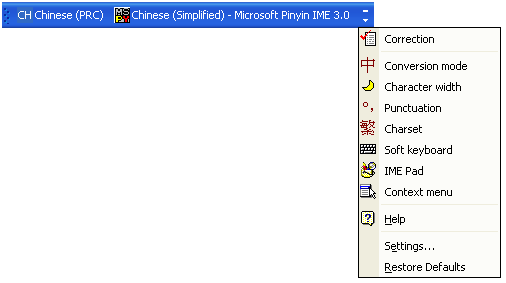 CH Chinese (PRC) Chinese (Simplified) - Microsoft Pinyin IME 3.0
Correction
中 Conversion mode
Character width
°, Punctuation
繁 Charset
Soft keyboard
IME Pad
Context menu
? Help
Settings...
Restore Defaults